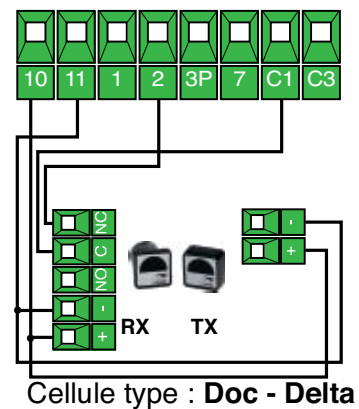 10 11 1 2 3P 7 C1 C3
NC
C
NO
-
+
-
+
RX TX
Cellule type : Doc - Delta